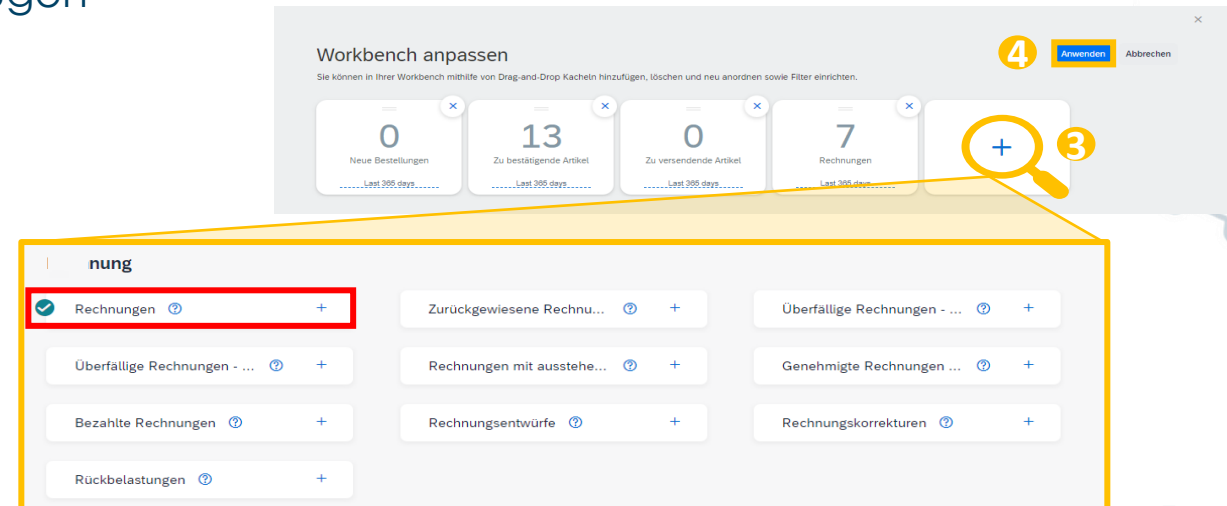 ×
Workbench anpassen
4
Anwenden
Abbrechen
Sie können in Ihrer Workbench mithilfe von Drag-and-Drop Kacheln hinzufügen, löschen und neu anordnen sowie Filter einrichten.
0
Neue Bestellungen
Last 365 days
13
Zu bestätigende Artikel
Last 365 days
0
Zu versendende Artikel
Last 365 days
7
Rechnungen
Last 365 days
+
3
nung
Rechnungen ? +
Zurückgewiesene Rechnu... ? +
Überfällige Rechnungen - ... ? +
Überfällige Rechnungen - ... ? +
Rechnungen mit ausstehe... ? +
Genehmigte Rechnungen ... ? +
Bezahlte Rechnungen ? +
Rechnungsentwürfe ? +
Rechnungskorrekturen ? +
Rückbelastungen ? +